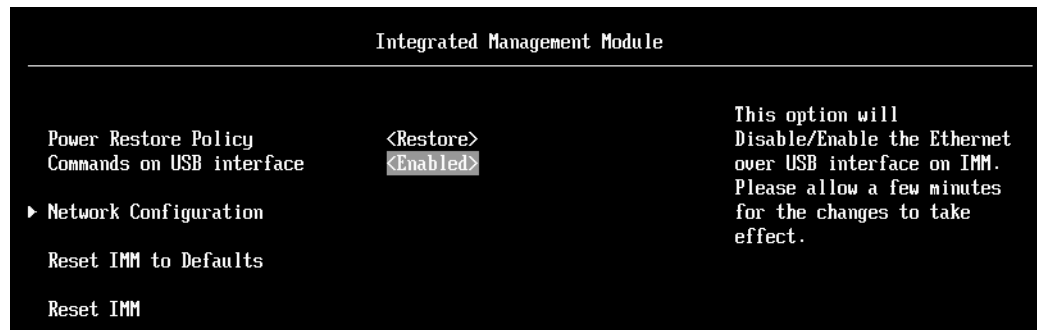 Integrated Management Module
Power Restore Policy <Restore>
Commands on USB interface <Enabled>
▶ Network Configuration
Reset IMM to Defaults
Reset IMM
This option will
Disable/Enable the Ethernet
over USB interface on IMM.
Please allow a few minutes
for the changes to take
effect.